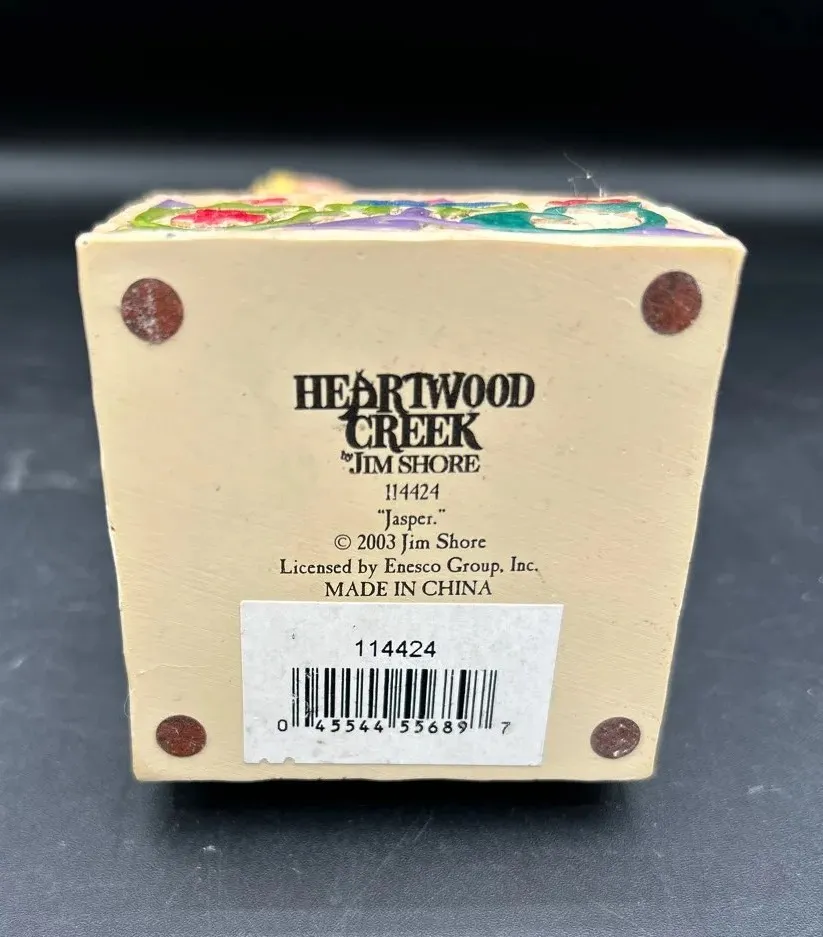 HEARTWOOD
CREEK
by JIM SHORE
114424
"Jasper."
© 2003 Jim Shore
Licensed by Enesco Group, Inc.
MADE IN CHINA
114424
0 45544 55689 7